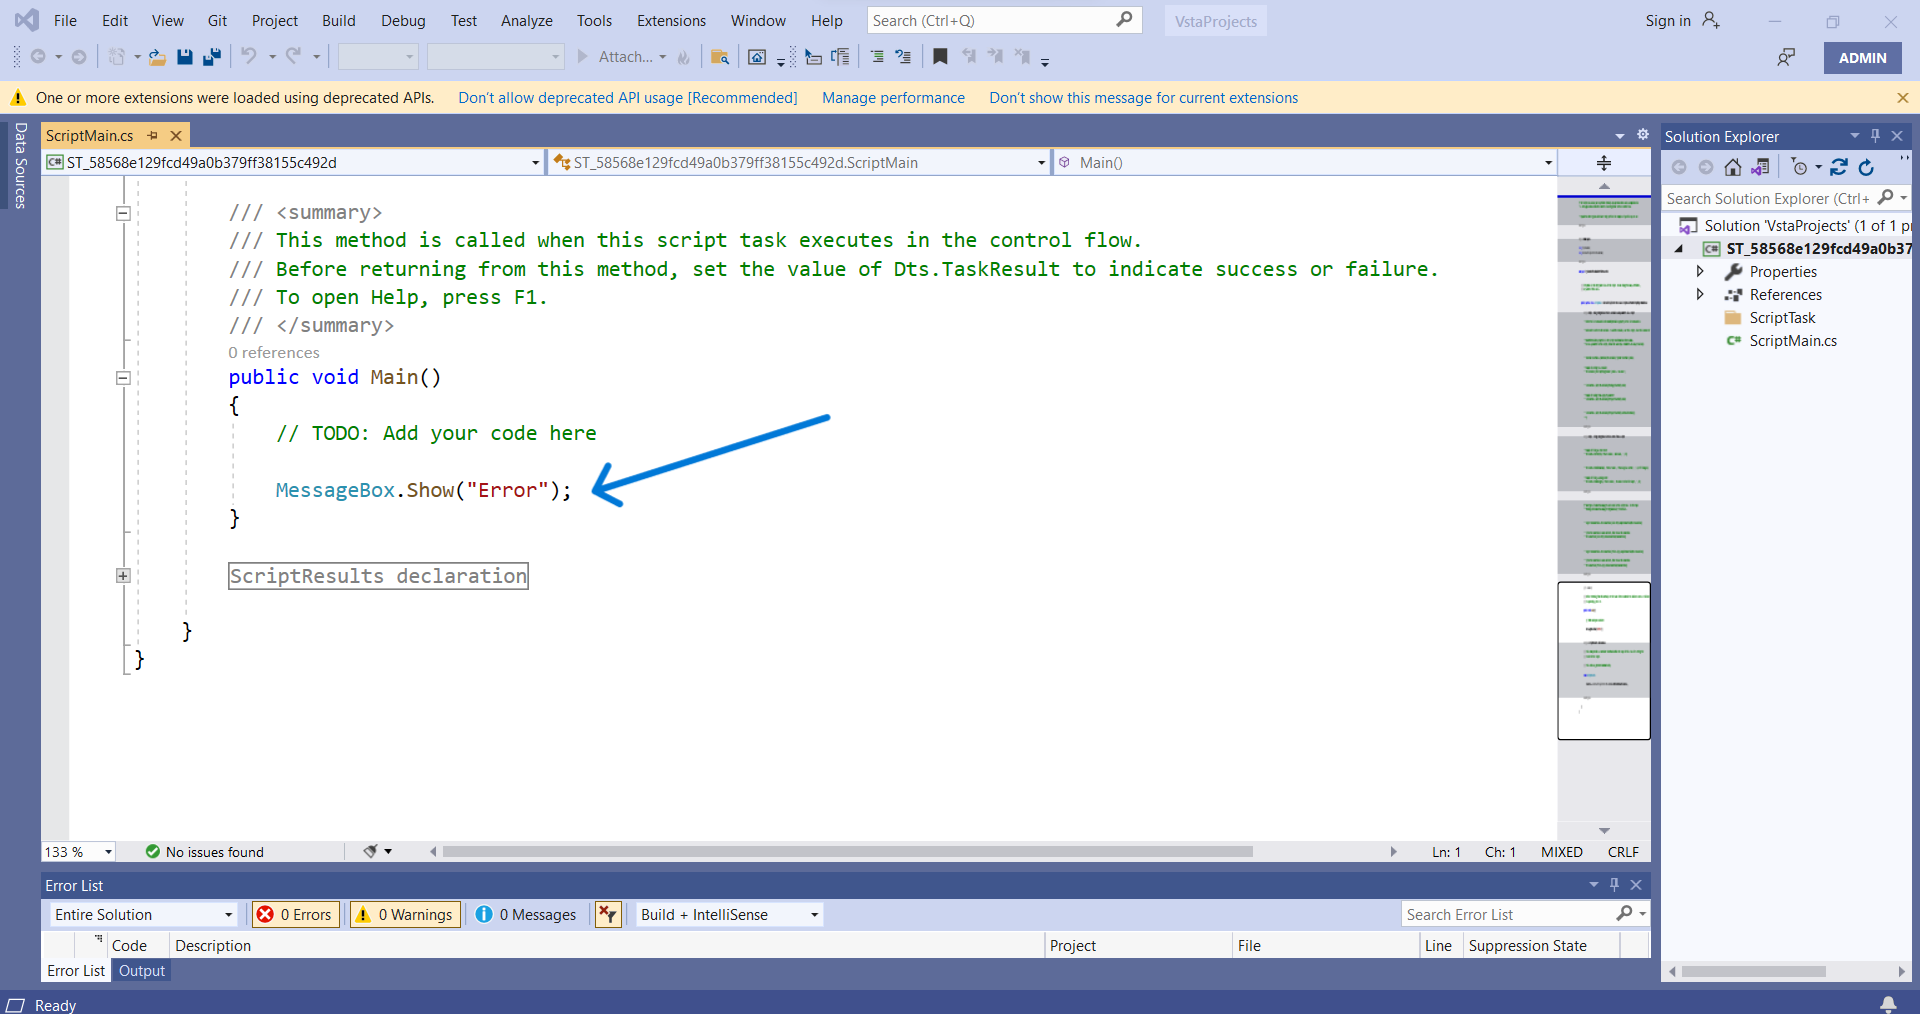 File Edit View Git Project Build Debug Test Analyze Tools Extensions Window Help Search (Ctrl+Q) VstaProjects Sign in
Attach... ADMIN
One or more extensions were loaded using deprecated APIs. Don't allow deprecated API usage [Recommended] Manage performance Don't show this message for current extensions
Data Sources
ScriptMain.cs
C# ST_58568e129fcd49a0b379ff38155c492d ST_58568e129fcd49a0b379ff38155c492d.ScriptMain Main()
/// <summary>
/// This method is called when this script task executes in the control flow.
/// Before returning from this method, set the value of Dts.TaskResult to indicate success or failure.
/// To open Help, press F1.
/// </summary>
0 references
public void Main()
{
// TODO: Add your code here
MessageBox.Show("Error");
}
ScriptResults declaration
}
}
133 % No issues found Ln: 1 Ch: 1 MIXED CRLF
Solution Explorer
Search Solution Explorer (Ctrl+
Solution 'VstaProjects' (1 of 1 pr
C# ST_58568e129fcd49a0b37
Properties
References
ScriptTask
C# ScriptMain.cs
Error List
Entire Solution 0 Errors 0 Warnings 0 Messages Build + IntelliSense Search Error List
Code Description Project File Line Suppression State
Error List Output
Ready